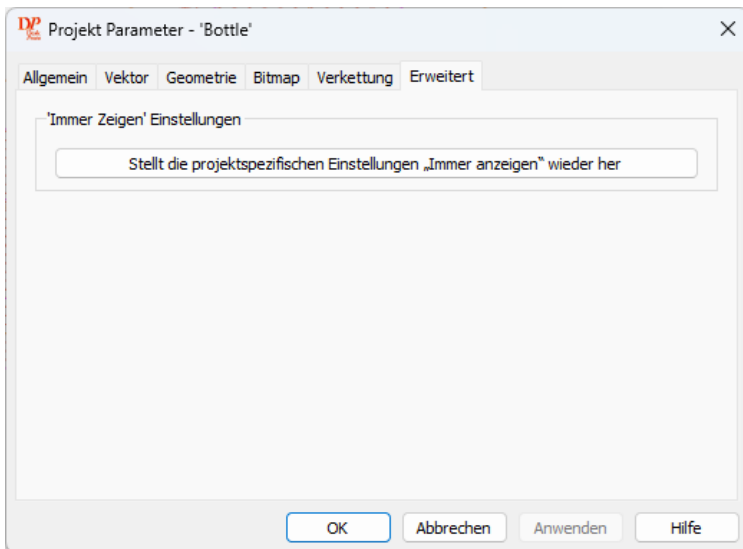 Projekt Parameter - 'Bottle'
Allgemein Vektor Geometrie Bitmap Verkettung Erweitert
'Immer Zeigen' Einstellungen
Stellt die projektspezifischen Einstellungen „Immer anzeigen“ wieder her
OK Abbrechen Anwenden Hilfe